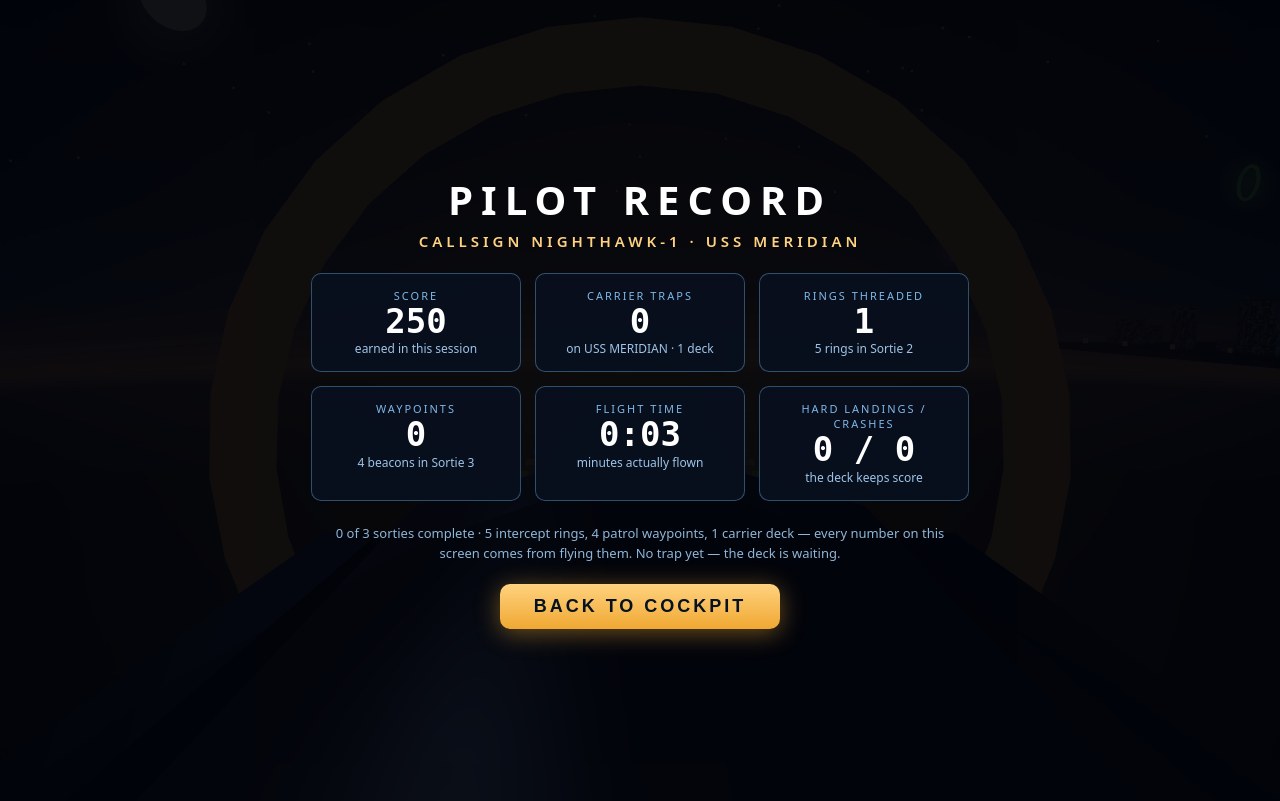 PILOT RECORD
CALLSIGN NIGHTHAWK-1 · USS MERIDIAN
SCORE
250
earned in this session
CARRIER TRAPS
0
on USS MERIDIAN · 1 deck
RINGS THREADED
1
5 rings in Sortie 2
WAYPOINTS
0
4 beacons in Sortie 3
FLIGHT TIME
0:03
minutes actually flown
HARD LANDINGS /
CRASHES
0 / 0
the deck keeps score
0 of 3 sorties complete · 5 intercept rings, 4 patrol waypoints, 1 carrier deck — every number on this
screen comes from flying them. No trap yet — the deck is waiting.
BACK TO COCKPIT